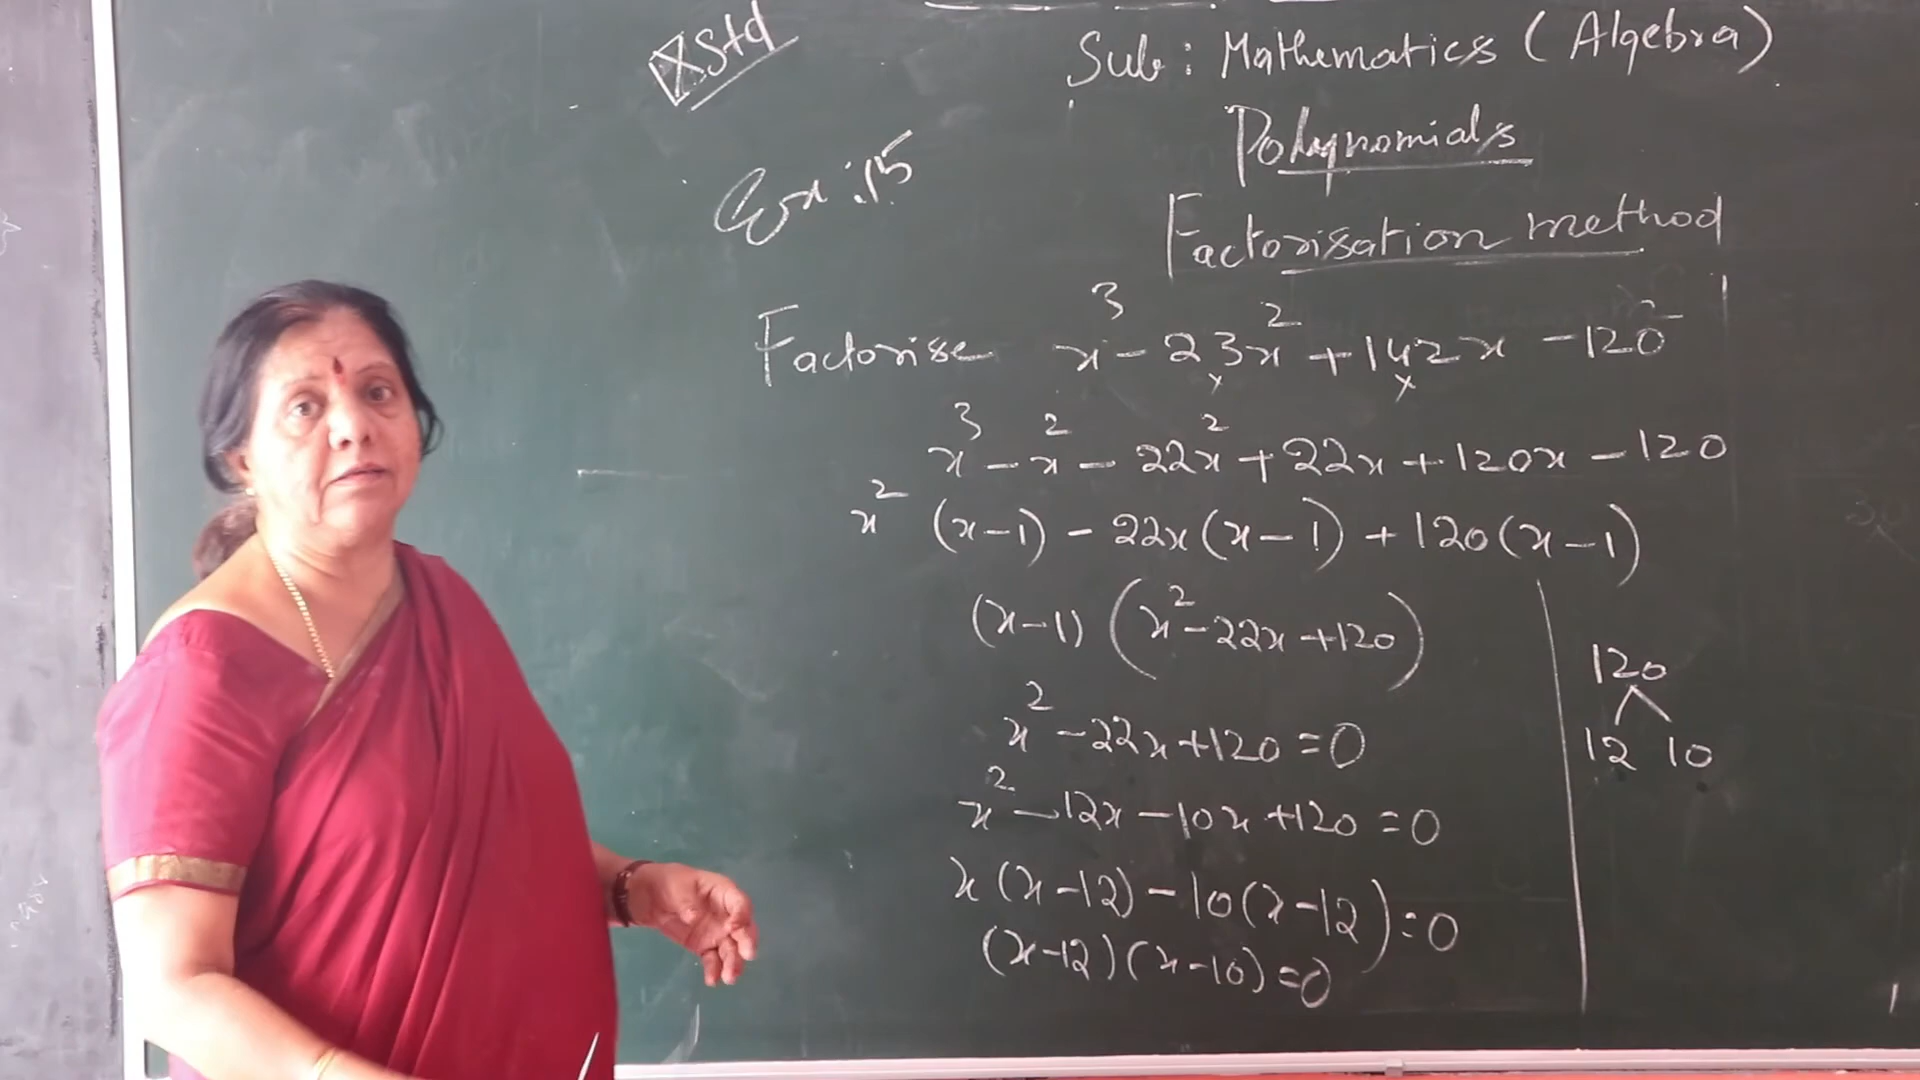 IX Std
Sub : Mathematics (Algebra)
Polynomials
Ex : 15
Factorisation method
Factorise x³ - 23x² + 142x - 120
x³ - x² - 22x² + 22x + 120x - 120
x² (x-1) - 22x(x-1) + 120(x-1)
(x-1) (x² - 22x + 120)
x² - 22x + 120 = 0
x² - 12x - 10x + 120 = 0
x(x-12) - 10(x-12) = 0
(x-12)(x-10) = 0
120
12 10